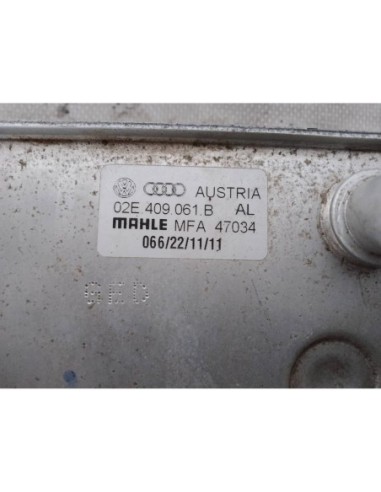 AUSTRIA
02E.409.061.B AL
MAHLE MFA 47034
066/22/11/11